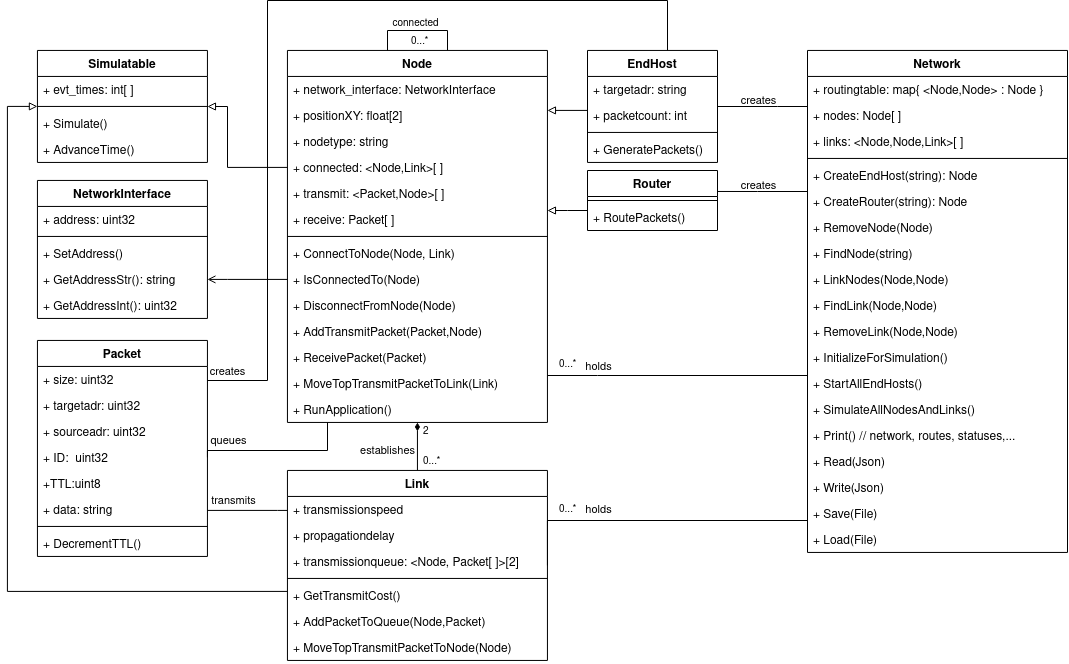 connected
0...*
Simulatable
+ evt_times: int[ ]
+ Simulate()
+ AdvanceTime()
NetworkInterface
+ address: uint32
+ SetAddress()
+ GetAddressStr(): string
+ GetAddressInt(): uint32
Packet
+ size: uint32
+ targetadr: uint32
+ sourceadr: uint32
+ ID:  uint32
+TTL:uint8
+ data: string
+ DecrementTTL()
creates
queues
transmits
Node
+ network_interface: NetworkInterface
+ positionXY: float[2]
+ nodetype: string
+ connected: <Node,Link>[ ]
+ transmit: <Packet,Node>[ ]
+ receive: Packet[ ]
+ ConnectToNode(Node, Link)
+ IsConnectedTo(Node)
+ DisconnectFromNode(Node)
+ AddTransmitPacket(Packet,Node)
+ ReceivePacket(Packet)
+ MoveTopTransmitPacketToLink(Link)
+ RunApplication()
2
establishes
0...*
Link
+ transmissionspeed
+ propagationdelay
+ transmissionqueue: <Node, Packet[ ]>[2]
+ GetTransmitCost()
+ AddPacketToQueue(Node,Packet)
+ MoveTopTransmitPacketToNode(Node)
EndHost
+ targetadr: string
+ packetcount: int
+ GeneratePackets()
creates
Router
+ RoutePackets()
creates
0...* holds
0...* holds
Network
+ routingtable: map{ <Node,Node> : Node }
+ nodes: Node[ ]
+ links: <Node,Node,Link>[ ]
+ CreateEndHost(string): Node
+ CreateRouter(string): Node
+ RemoveNode(Node)
+ FindNode(string)
+ LinkNodes(Node,Node)
+ FindLink(Node,Node)
+ RemoveLink(Node,Node)
+ InitializeForSimulation()
+ StartAllEndHosts()
+ SimulateAllNodesAndLinks()
+ Print() // network, routes, statuses,...
+ Read(Json)
+ Write(Json)
+ Save(File)
+ Load(File)